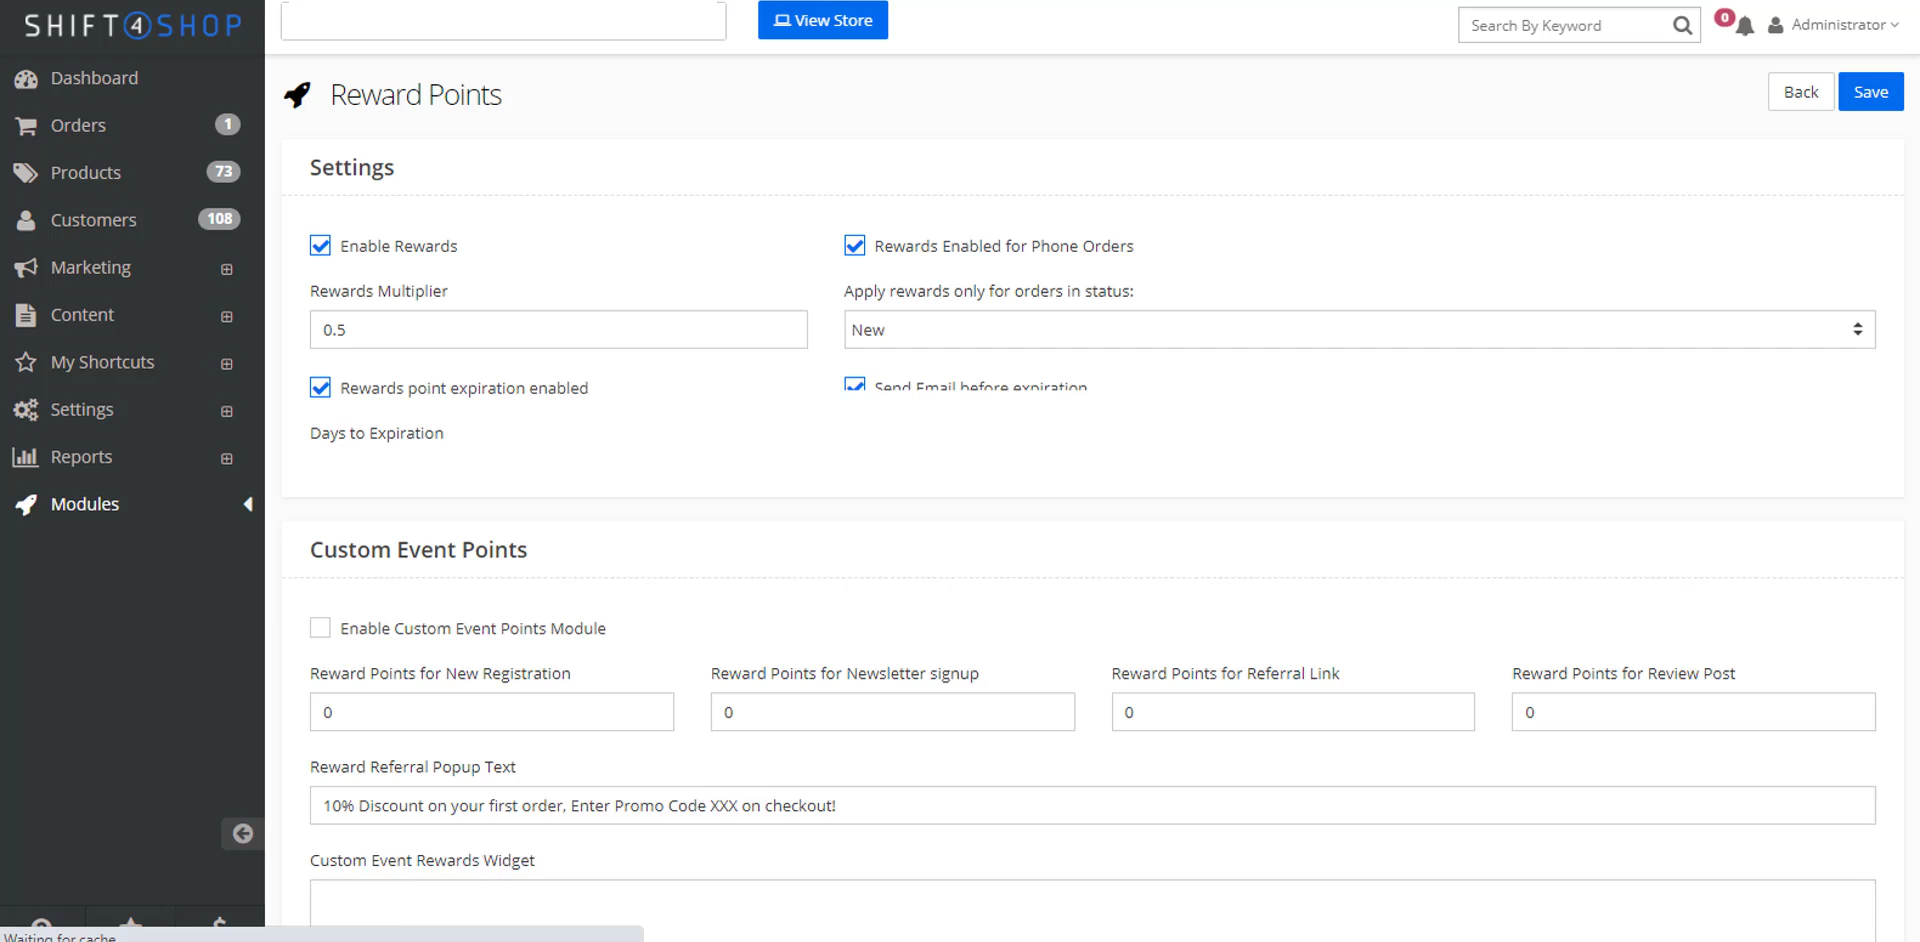 SHIFT4SHOP
View Store
Search By Keyword
0
Administrator
Dashboard
Orders 1
Products 73
Customers 108
Marketing
Content
My Shortcuts
Settings
Reports
Modules
Reward Points
Back
Save
Settings
Enable Rewards
Rewards Enabled for Phone Orders
Rewards Multiplier
Apply rewards only for orders in status:
0.5
New
Rewards point expiration enabled
Send Email before expiration
Days to Expiration
Custom Event Points
Enable Custom Event Points Module
Reward Points for New Registration
Reward Points for Newsletter signup
Reward Points for Referral Link
Reward Points for Review Post
0
0
0
0
Reward Referral Popup Text
10% Discount on your first order, Enter Promo Code XXX on checkout!
Custom Event Rewards Widget
Waiting for cache